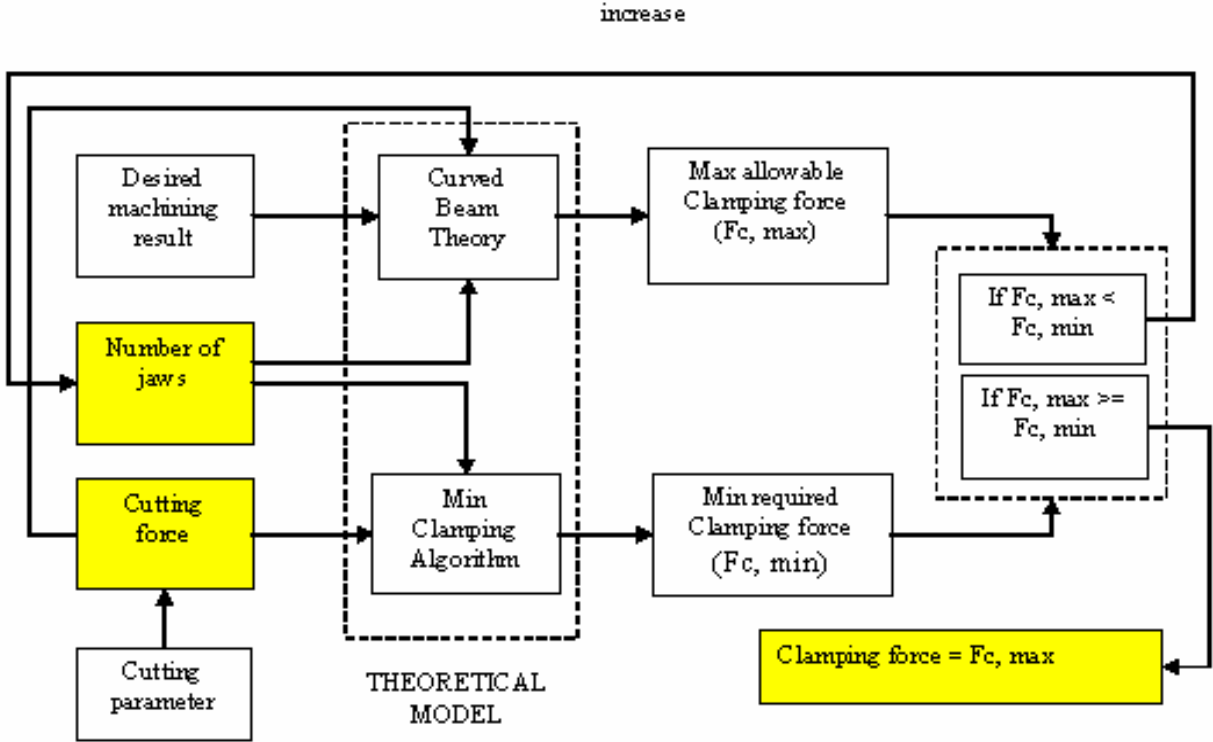 increase
Desired
machining
result
Curved
Beam
Theory
Max allowable
Clamping force
(Fc, max)
If Fc, max <
Fc, min
Number of
jaws
If Fc, max >=
Fc, min
Cutting
force
Min
Clamping
Algorithm
Min required
Clamping force
(Fc, min)
Cutting
parameter
THEORETICAL
MODEL
Clamping force = Fc, max